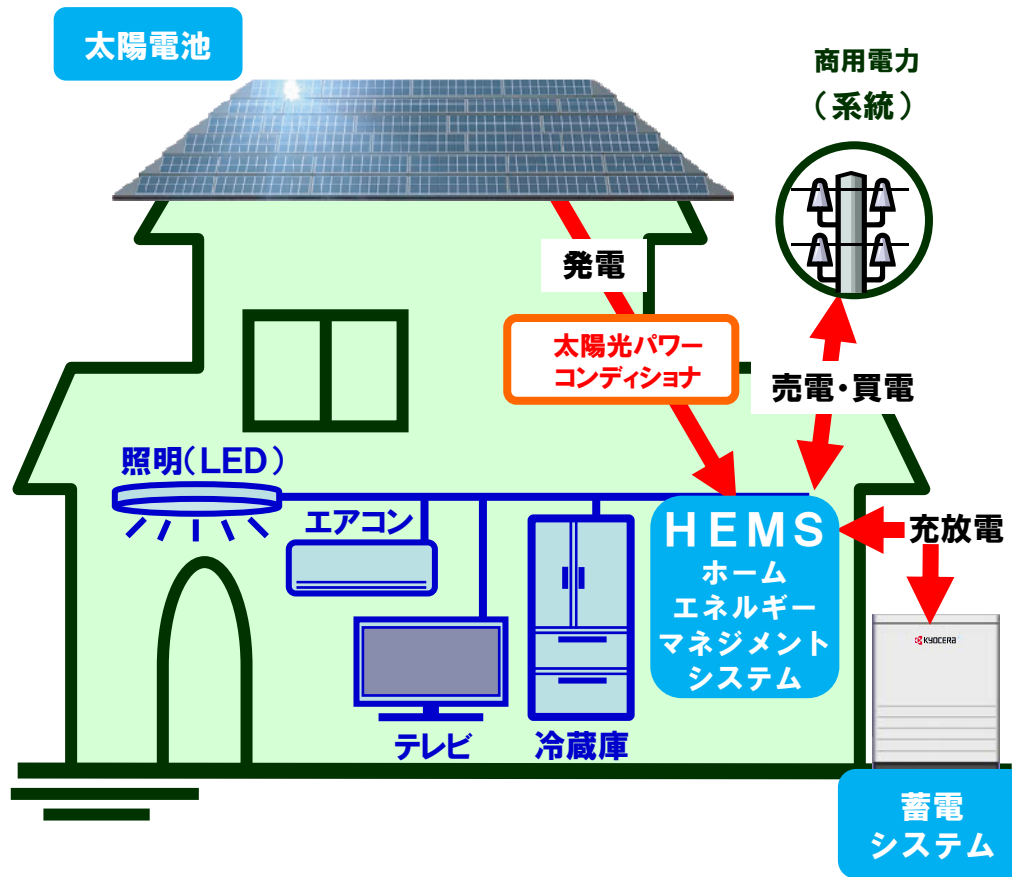 太陽電池
商用電力
（系統）
発電
太陽光パワー
コンディショナ
売電・買電
照明（LED）
エアコン
HEMS
ホーム
エネルギー
マネジメント
システム
充放電
KYOCERA
テレビ
冷蔵庫
蓄電
システム